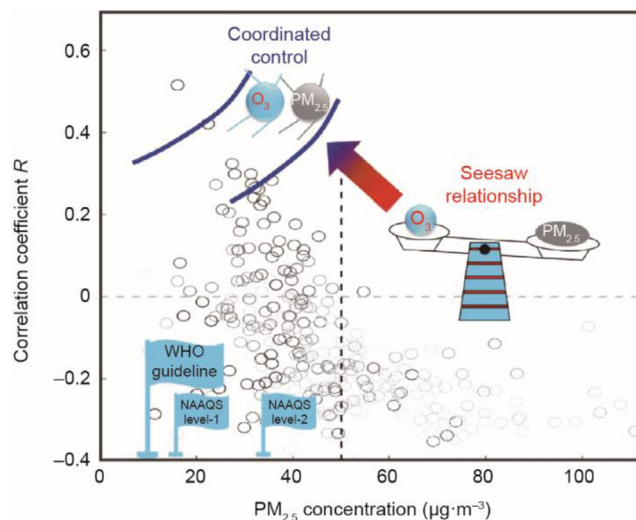 Coordinated
control
O3
PM2.5
Seesaw
relationship
O3
PM2.5
0.6
0.4
0.2
0
–0.2
–0.4
Correlation coefficient R
WHO
guideline
NAAQS
level-1
NAAQS
level-2
0
20
40
60
80
100
PM2.5 concentration (μg·m–3)